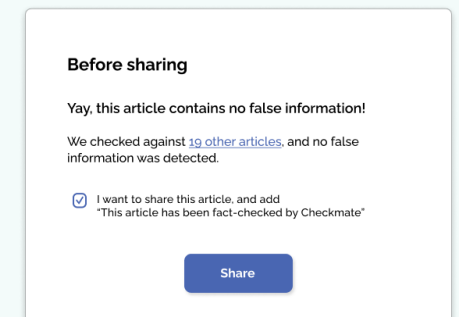 Before sharing
Yay, this article contains no false information!
We checked against 19 other articles, and no false
information was detected.
I want to share this article, and add
"This article has been fact-checked by Checkmate"
Share